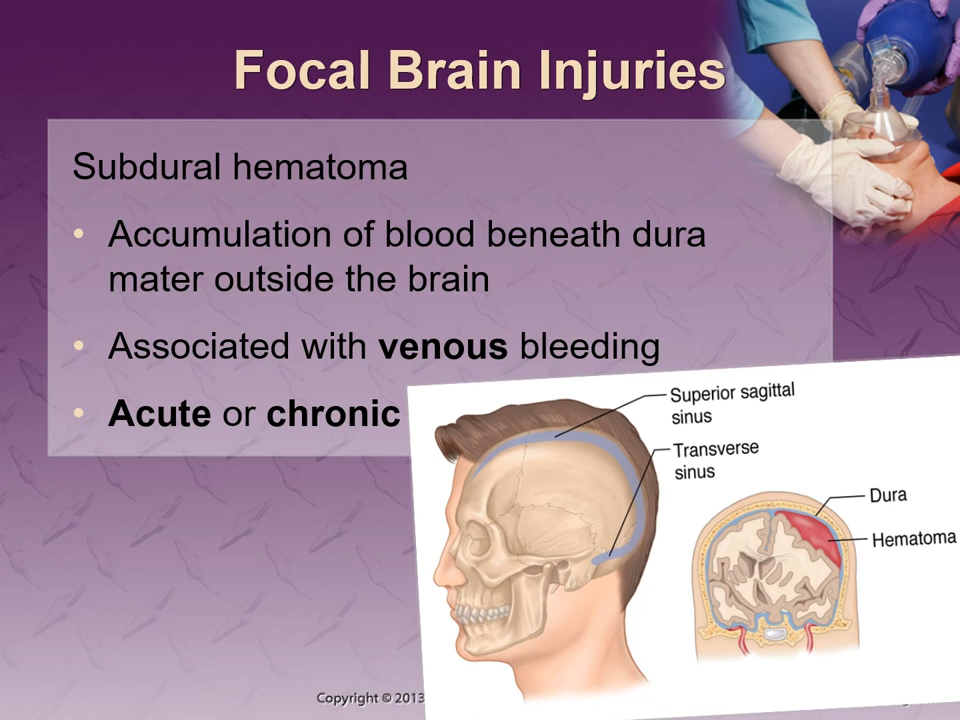 Focal Brain Injuries
Subdural hematoma
• Accumulation of blood beneath dura
mater outside the brain
• Associated with venous bleeding
• Acute or chronic
Superior sagittal
sinus
Transverse
sinus
Dura
Hematoma
Copyright © 2013